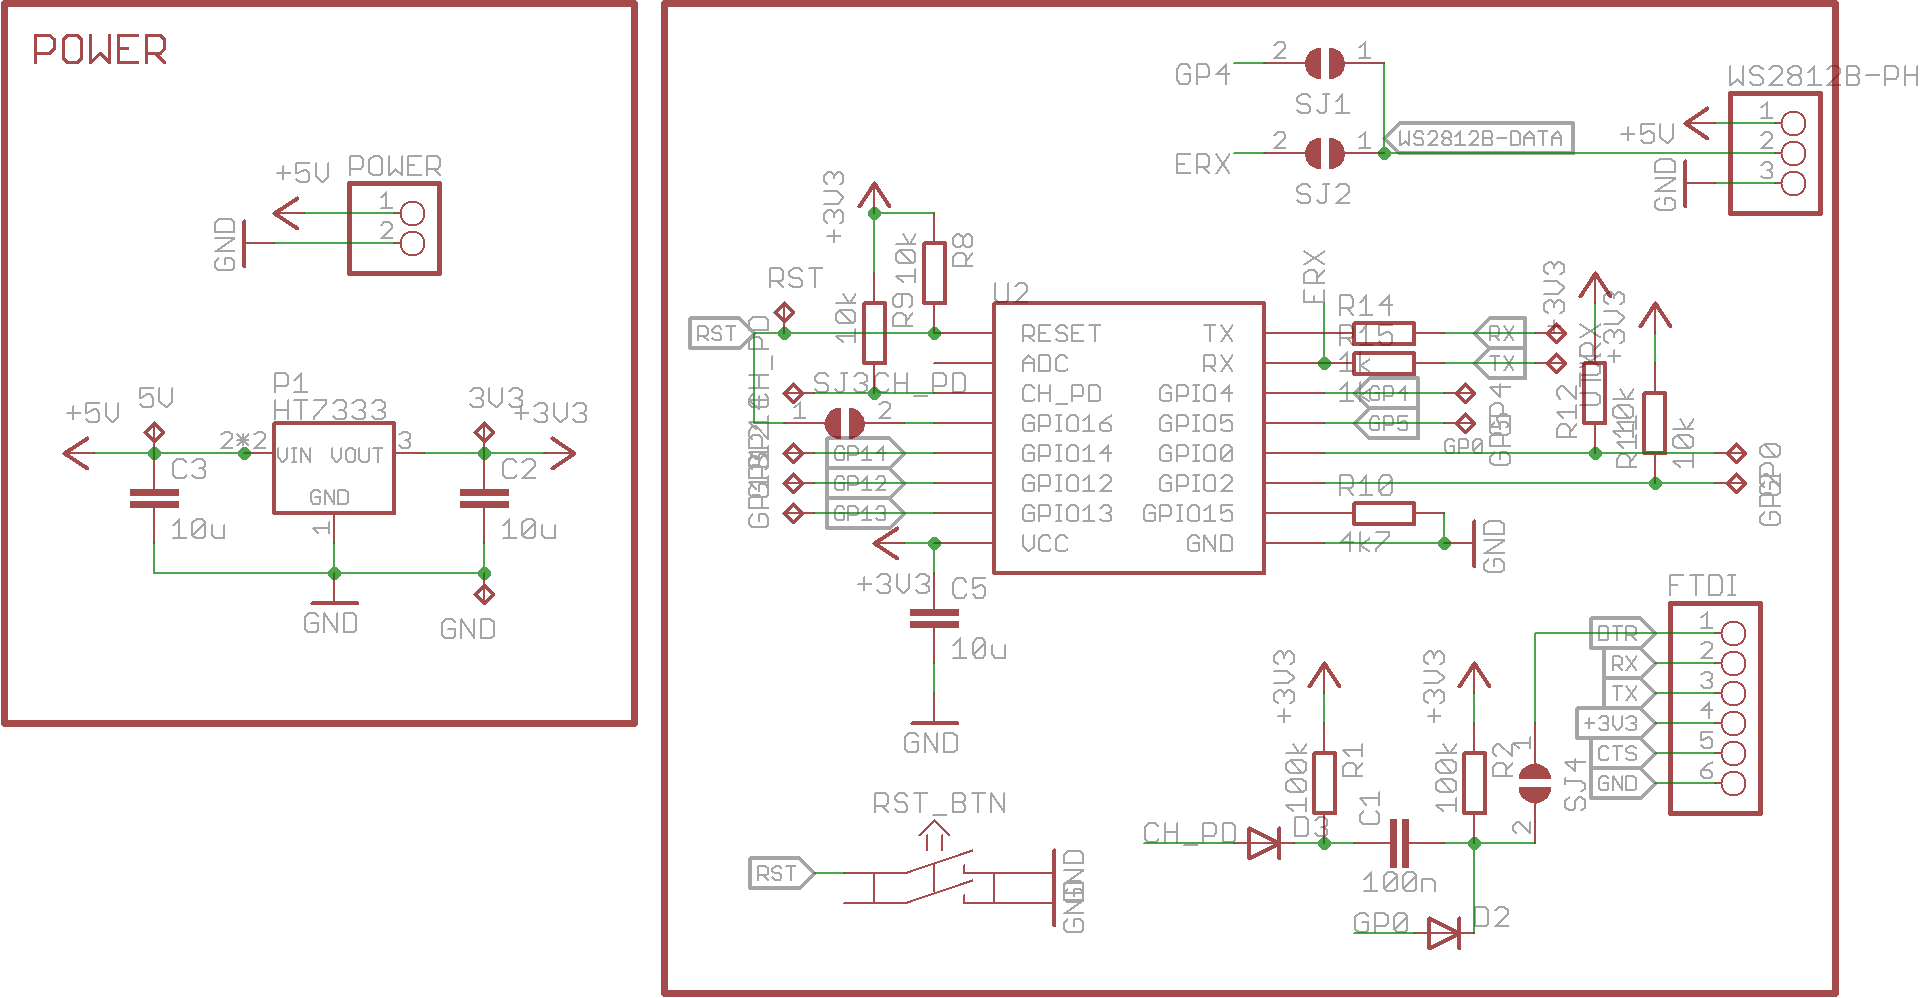 POWER
+5V
POWER
1
2
GND
+5V
5V
P1
HT7333
3V3
+3V3
2*2
VIN
VOUT
3
GND
1
C3
10u
C2
10u
GND
GND
GP4
2
1
SJ1
ERX
2
1
SJ2
WS2812B-DATA
WS2812B-PH
+5V
GND
1
2
3
+3V3
10k
R8
10k
R9
RST
RST
CH_PD
SJ3
CH_PD
1
2
GP14
GP12
GP13
U2
RESET
ADC
CH_PD
GPIO16
GPIO14
GPIO12
GPIO13
VCC
TX
RX
GPIO4
GPIO5
GPIO0
GPIO2
GPIO15
GND
ERX
R14
R15
1k
1k
RX
TX
GP4
GP5
GP0
+3V3
+3V3
R12
R11
10k
10k
GP0
R10
4k7
GND
+3V3
C5
10u
GND
RST_BTN
RST
GND
GND
+3V3
+3V3
100k
R1
100k
R2
CH_PD
D3
C1
100n
GP0
D2
SJ4
1
2
FTDI
DTR
RX
TX
+3V3
CTS
GND
1
2
3
4
5
6